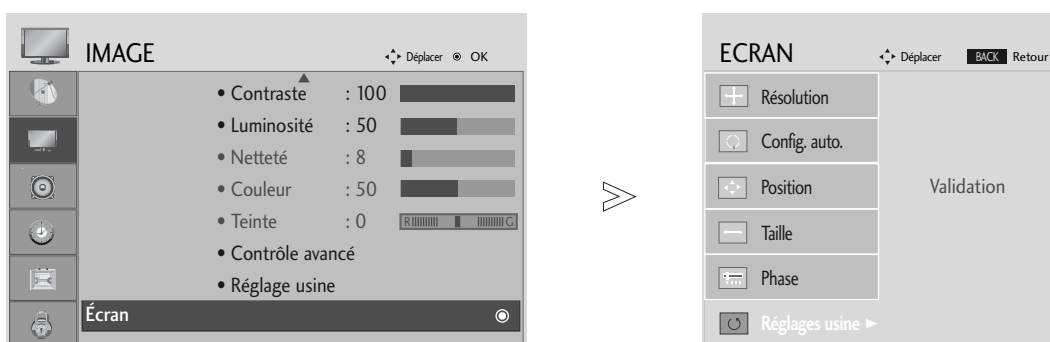 IMAGE
Déplacer OK
• Contraste : 100
• Luminosité : 50
• Netteté : 8
• Couleur : 50
• Teinte : 0 R G
• Contrôle avancé
• Réglage usine
Écran
ECRAN
Déplacer BACK Retour
Résolution
Config. auto.
Position
Taille
Phase
Réglages usine ►
Validation